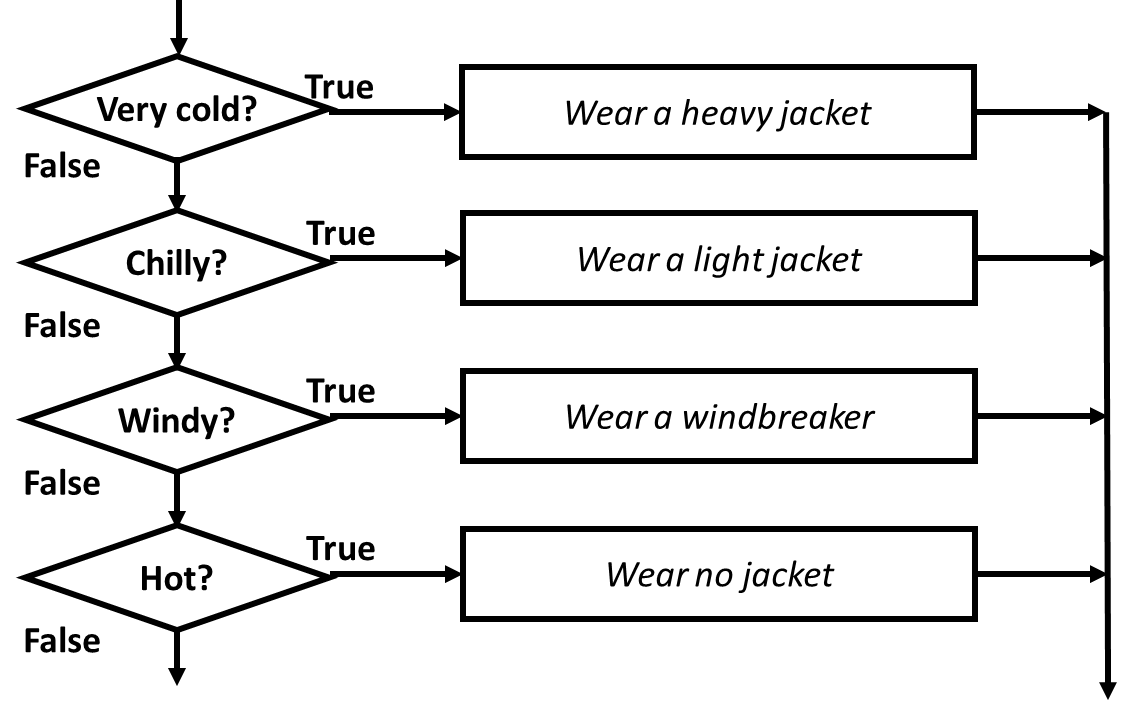 Very cold?
True
Wear a heavy jacket
False
Chilly?
True
Wear a light jacket
False
Windy?
True
Wear a windbreaker
False
Hot?
True
Wear no jacket
False